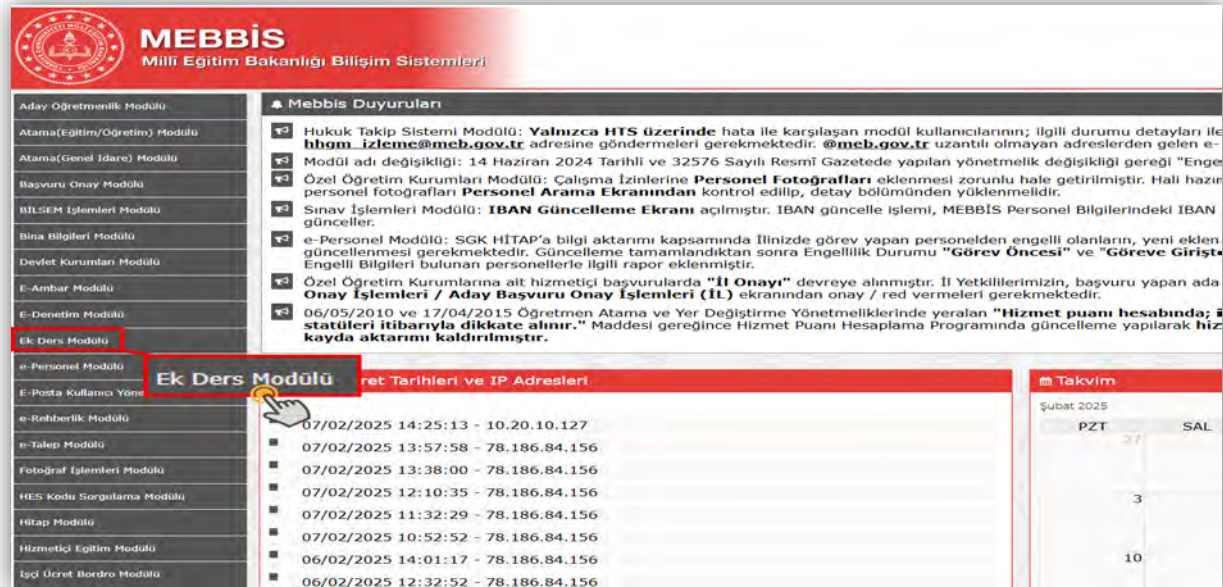 MEBBİS
Millî Eğitim Bakanlığı Bilişim Sistemleri
Aday Öğretmenlik Modülü
Atama(Eğitim/Öğretim) Modülü
Atama(Genel İdare) Modülü
Başvuru Onay Modülü
BİLSEM İşlemleri Modülü
Bina Bilgileri Modülü
Devlet Kurumları Modülü
E-Ambar Modülü
E-Denetim Modülü
Ek Ders Modülü
e-Personel Modülü
E-Posta Kullanıcı Yöne
e-Rehberlik Modülü
e-Talep Modülü
Fotoğraf İşlemleri Modülü
HES Kodu Sorgulama Modülü
Hitap Modülü
Hizmetiçi Eğitim Modülü
İşçi Ücret Bordro Modülü
Mebbis Duyuruları
Hukuk Takip Sistemi Modülü: Yalnızca HTS üzerinde hata ile karşılaşan modül kullanıcılarının; ilgili durumu detayları ile
hhgm_izleme@meb.gov.tr adresine göndermeleri gerekmektedir. @meb.gov.tr uzantılı olmayan adreslerden gelen e-
Modül adı değişikliği: 14 Haziran 2024 Tarihli ve 32576 Sayılı Resmî Gazetede yapılan yönetmelik değişikliği gereği "Enge
Özel Öğretim Kurumları Modülü: Çalışma İzinlerine Personel Fotoğrafları eklenmesi zorunlu hale getirilmiştir. Hali hazır
personel fotoğrafları Personel Arama Ekranından kontrol edilip, detay bölümünden yüklenmelidir.
Sınav İşlemleri Modülü: IBAN Güncelleme Ekranı açılmıştır. IBAN güncelle işlemi, MEBBİS Personel Bilgilerindeki IBAN
günceller.
e-Personel Modülü: SGK HİTAP'a bilgi aktarımı kapsamında İlinizde görev yapan personelden engelli olanların, yeni eklen
güncellenmesi gerekmektedir. Güncelleme tamamlandıktan sonra Engellilik Durumu "Görev Öncesi" ve "Göreve Girişt
Engelli Bilgileri bulunan personellerle ilgili rapor eklenmiştir.
Özel Öğretim Kurumlarına ait hizmetiçi başvurularda "İl Onayı" devreye alınmıştır. İl Yetkililerimizin, başvuru yapan ada
Onay İşlemleri / Aday Başvuru Onay İşlemleri (İL) ekranından onay / red vermeleri gerekmektedir.
06/05/2010 ve 17/04/2015 Öğretmen Atama ve Yer Değiştirme Yönetmeliklerinde yeralan "Hizmet puanı hesabında; i
statüleri itibarıyla dikkate alınır." Maddesi gereğince Hizmet Puanı Hesaplama Programında güncelleme yapılarak hiz
kayda aktarımı kaldırılmıştır.
Ek Ders Modülü
ret Tarihleri ve IP Adresleri
07/02/2025 14:25:13 - 10.20.10.127
07/02/2025 13:57:58 - 78.186.84.156
07/02/2025 13:38:00 - 78.186.84.156
07/02/2025 12:10:35 - 78.186.84.156
07/02/2025 11:32:29 - 78.186.84.156
07/02/2025 10:52:52 - 78.186.84.156
06/02/2025 14:01:17 - 78.186.84.156
06/02/2025 12:32:52 - 78.186.84.156
Takvim
Şubat 2025
PZT SAL
27
3
10